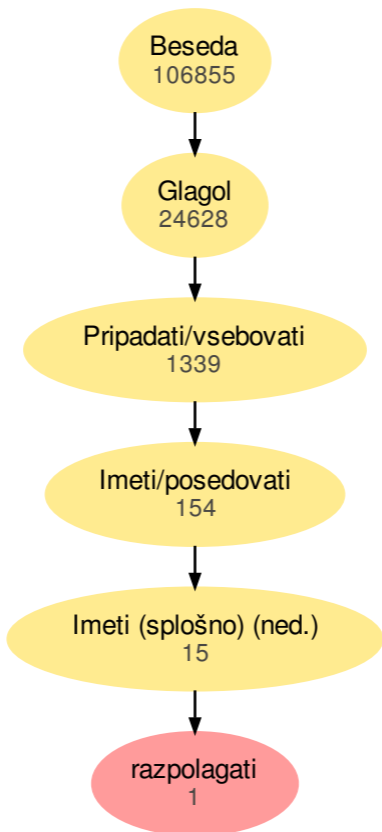 Beseda
106855
Glagol
24628
Pripadati/vsebovati
1339
Imeti/posedovati
154
Imeti (splošno) (ned.)
15
razpolagati
1